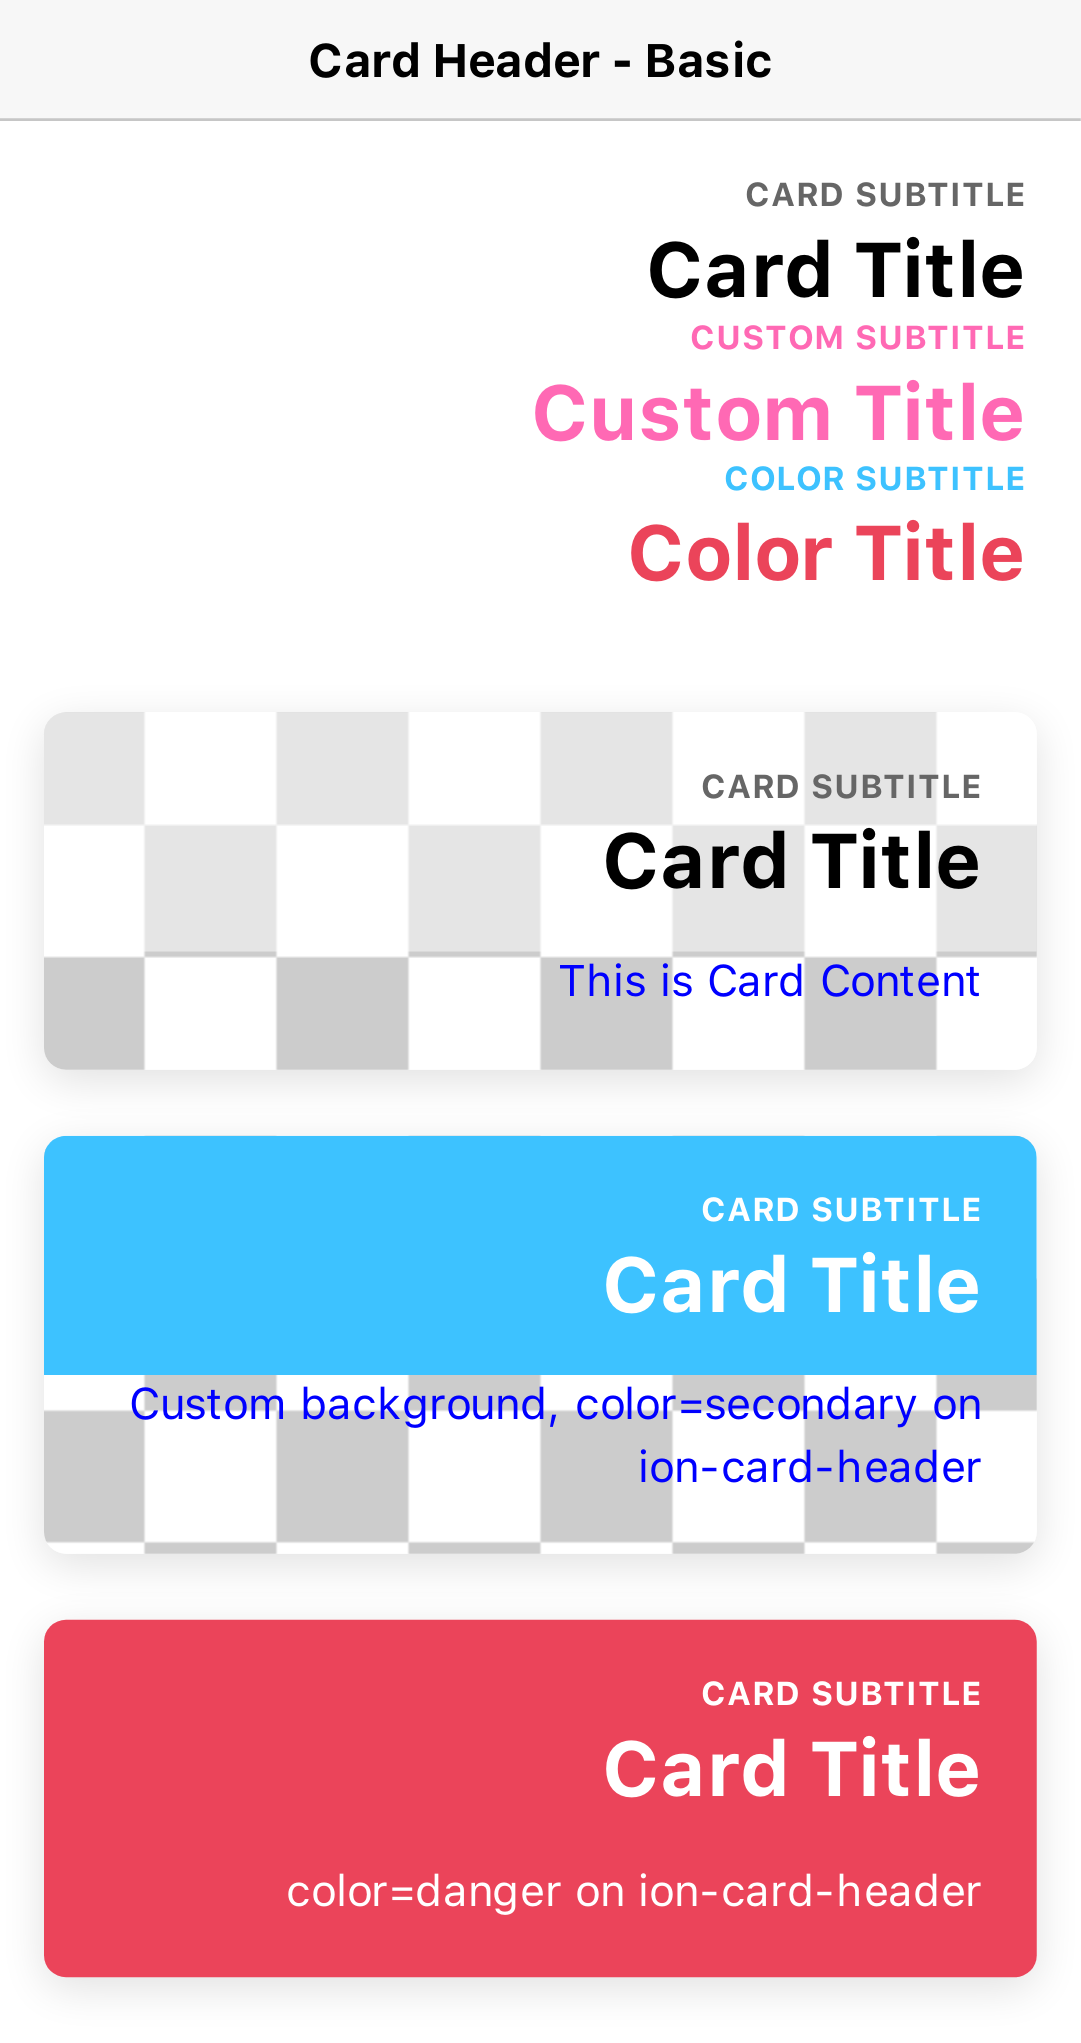 Card Header - Basic
CARD SUBTITLE
Card Title
CUSTOM SUBTITLE
Custom Title
COLOR SUBTITLE
Color Title
CARD SUBTITLE
Card Title
This is Card Content
CARD SUBTITLE
Card Title
Custom background, color=secondary on
ion-card-header
CARD SUBTITLE
Card Title
color=danger on ion-card-header